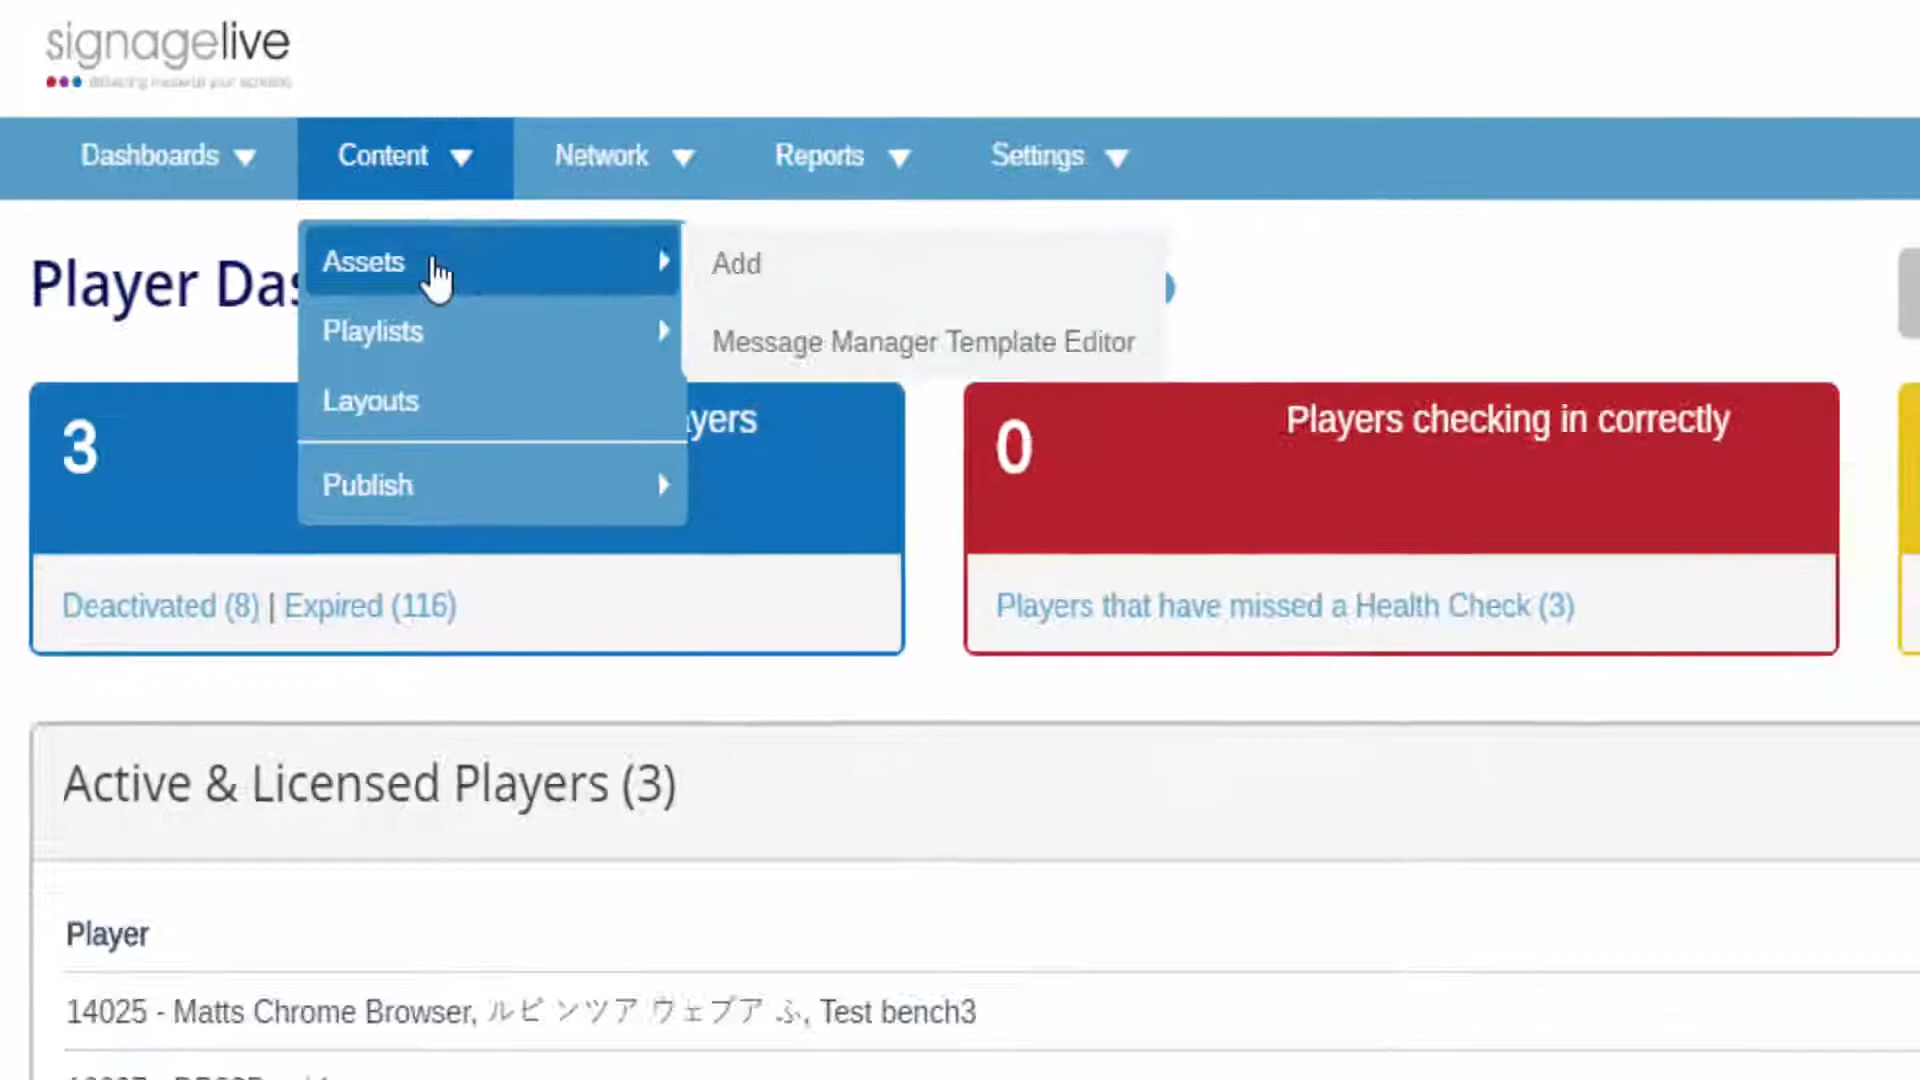 signagelive
Dashboards
Content
Network
Reports
Settings
Player
Assets
Add
Playlists
Message Manager Template Editor
Layouts
Publish
3
0
Players checking in correctly
Deactivated (8) | Expired (116)
Players that have missed a Health Check (3)
Active & Licensed Players (3)
Player
14025 - Matts Chrome Browser, ルビンツア ウェブア ふ, Test bench3